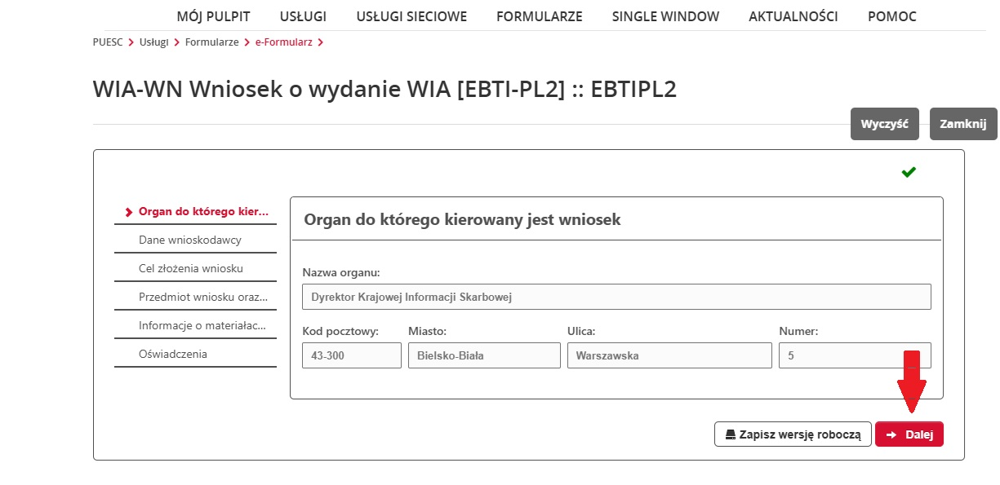 MÓJ PULPIT USŁUGI USŁUGI SIECIOWE FORMULARZE SINGLE WINDOW AKTUALNOŚCI POMOC
PUESC Usługi Formularze e-Formularz
WIA-WN Wniosek o wydanie WIA [EBTI-PL2] :: EBTIPL2
Wyczyść Zamknij
Organ do którego kier...
Dane wnioskodawcy
Cel złożenia wniosku
Przedmiot wniosku oraz...
Informacje o materiałac...
Oświadczenia
Organ do którego kierowany jest wniosek
Nazwa organu:
Dyrektor Krajowej Informacji Skarbowej
Kod pocztowy: Miasto: Ulica: Numer:
43-300 Bielsko-Biała Warszawska 5
Zapisz wersję roboczą Dalej